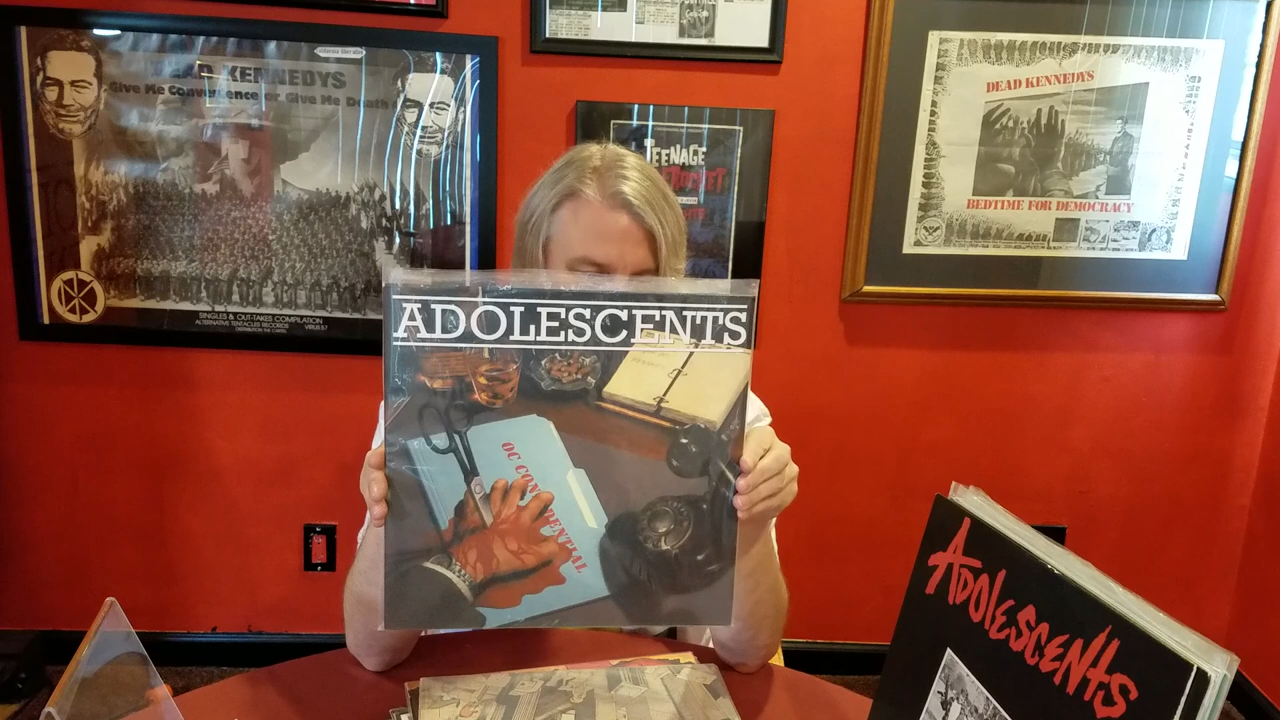 DEAD KENNEDYS
Give Me Convenience or Give Me Death
SINGLES & OUT-TAKES COMPILATION
ALTERNATIVE TENTACLES RECORDS VIRUS 57
DK
TEENAGE
DEAD KENNEDYS
BEDTIME FOR DEMOCRACY
ADOLESCENTS
OC CONFIDENTIAL
ADOLESCENTS